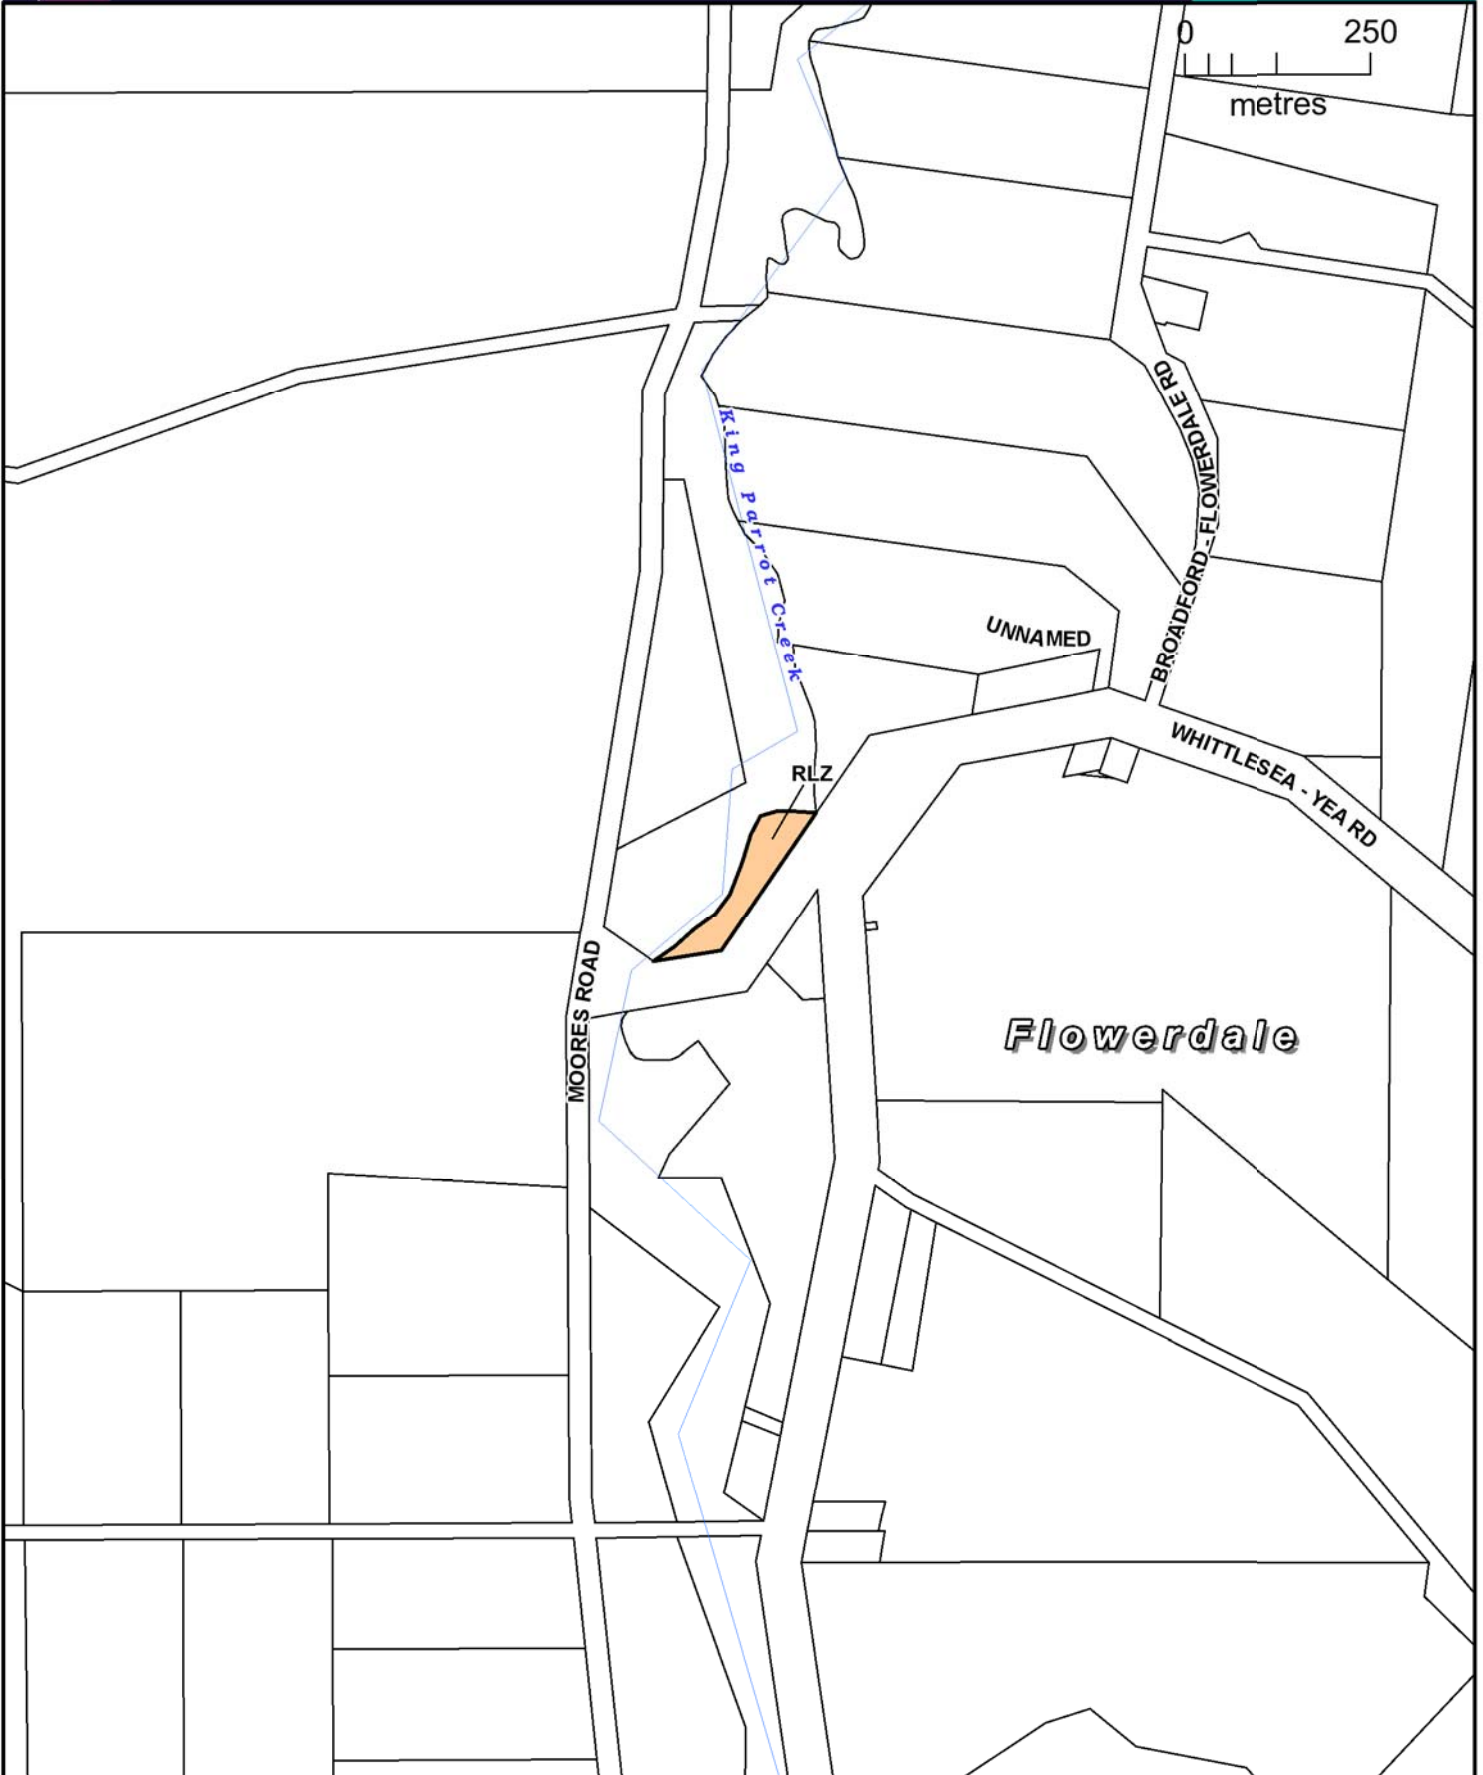 0 250
metres
BROADFORD - FLOWERDALE RD
King Parrot Creek
UNNAMED
WHITTLESEA - YEA RD
RLZ
MOORES ROAD
Flowerdale